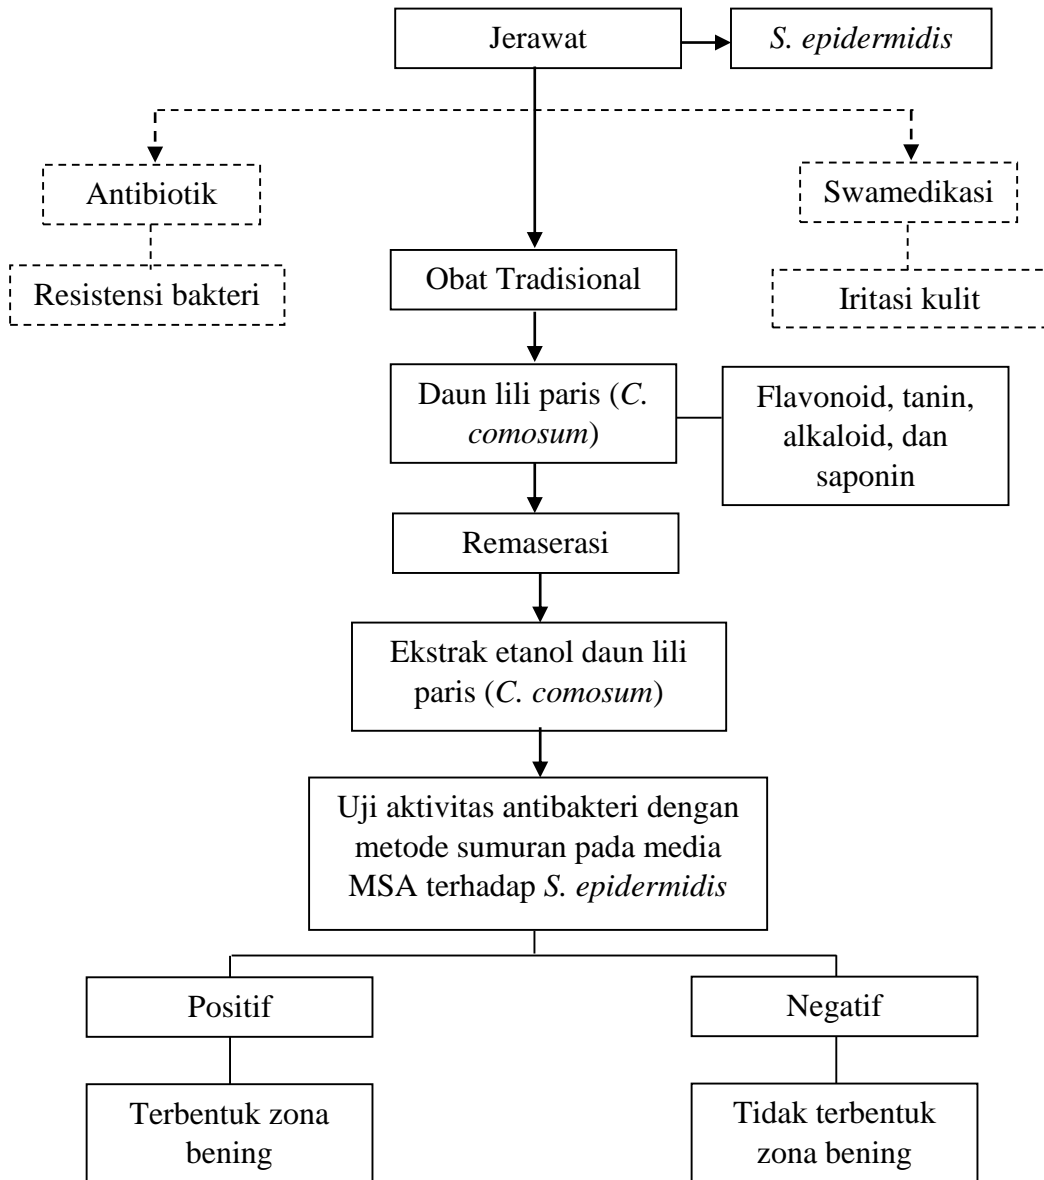 Jerawat
S. epidermidis
Antibiotik
Swamedikasi
Resistensi bakteri
Obat Tradisional
Iritasi kulit
Daun lili paris (C.
comosum)
Flavonoid, tanin,
alkaloid, dan
saponin
Remaserasi
Ekstrak etanol daun lili
paris (C. comosum)
Uji aktivitas antibakteri dengan
metode sumuran pada media
MSA terhadap S. epidermidis
Positif
Negatif
Terbentuk zona
bening
Tidak terbentuk
zona bening